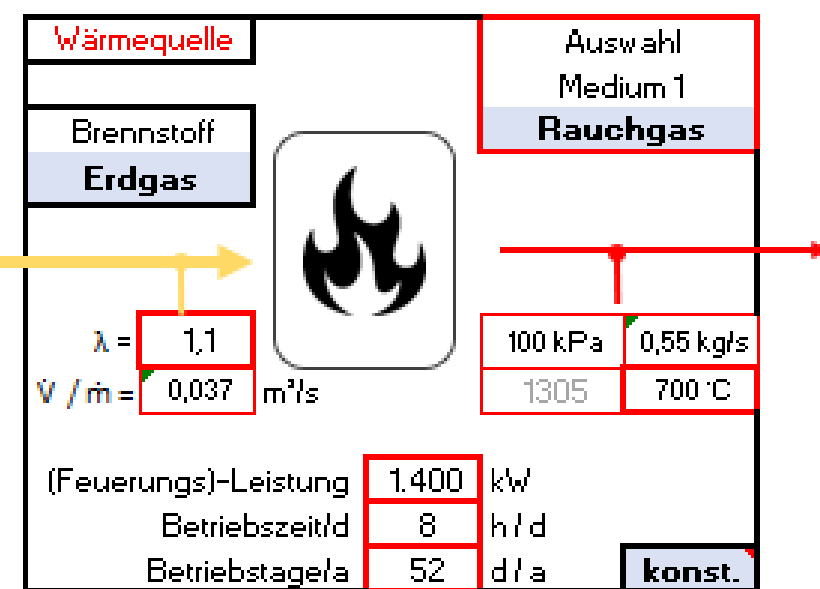 Wärmequelle
Auswahl
Medium 1
Rauchgas
Brennstoff
Erdgas
λ = 1,1
100 kPa 0,55 kg/s
V̇ / ṁ = 0,037 m³/s
1305 700 °C
(Feuerungs)-Leistung 1.400 kW
Betriebszeit/d 8 h / d
Betriebstage/a 52 d / a
konst.